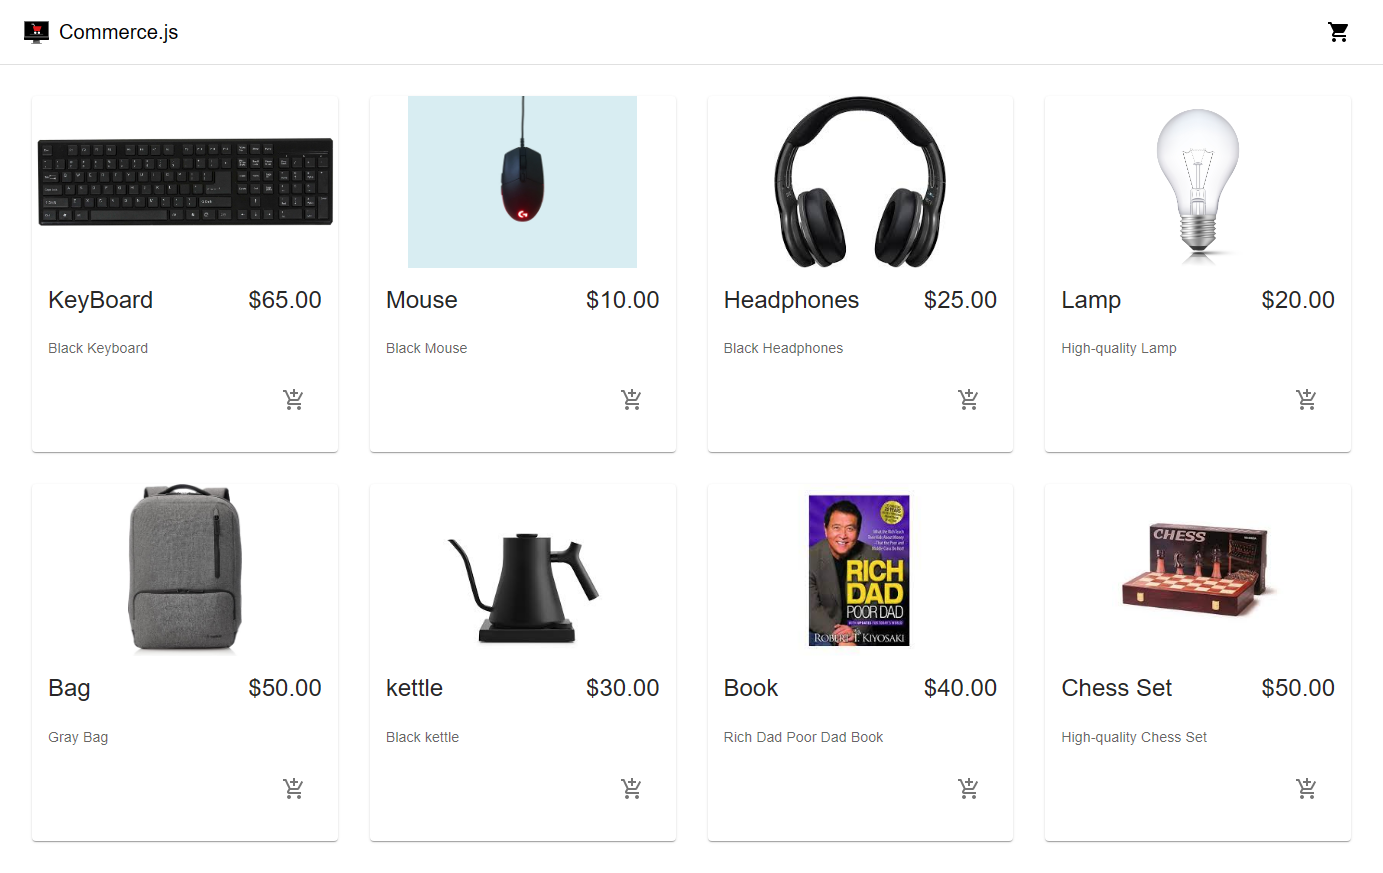 Commerce.js
KeyBoard $65.00
Black Keyboard
Mouse $10.00
Black Mouse
Headphones $25.00
Black Headphones
Lamp $20.00
High-quality Lamp
Bag $50.00
Gray Bag
kettle $30.00
Black kettle
RICH
DAD
POOR DAD
ROBERT T. KIYOSAKI
Book $40.00
Rich Dad Poor Dad Book
CHESS
Chess Set $50.00
High-quality Chess Set